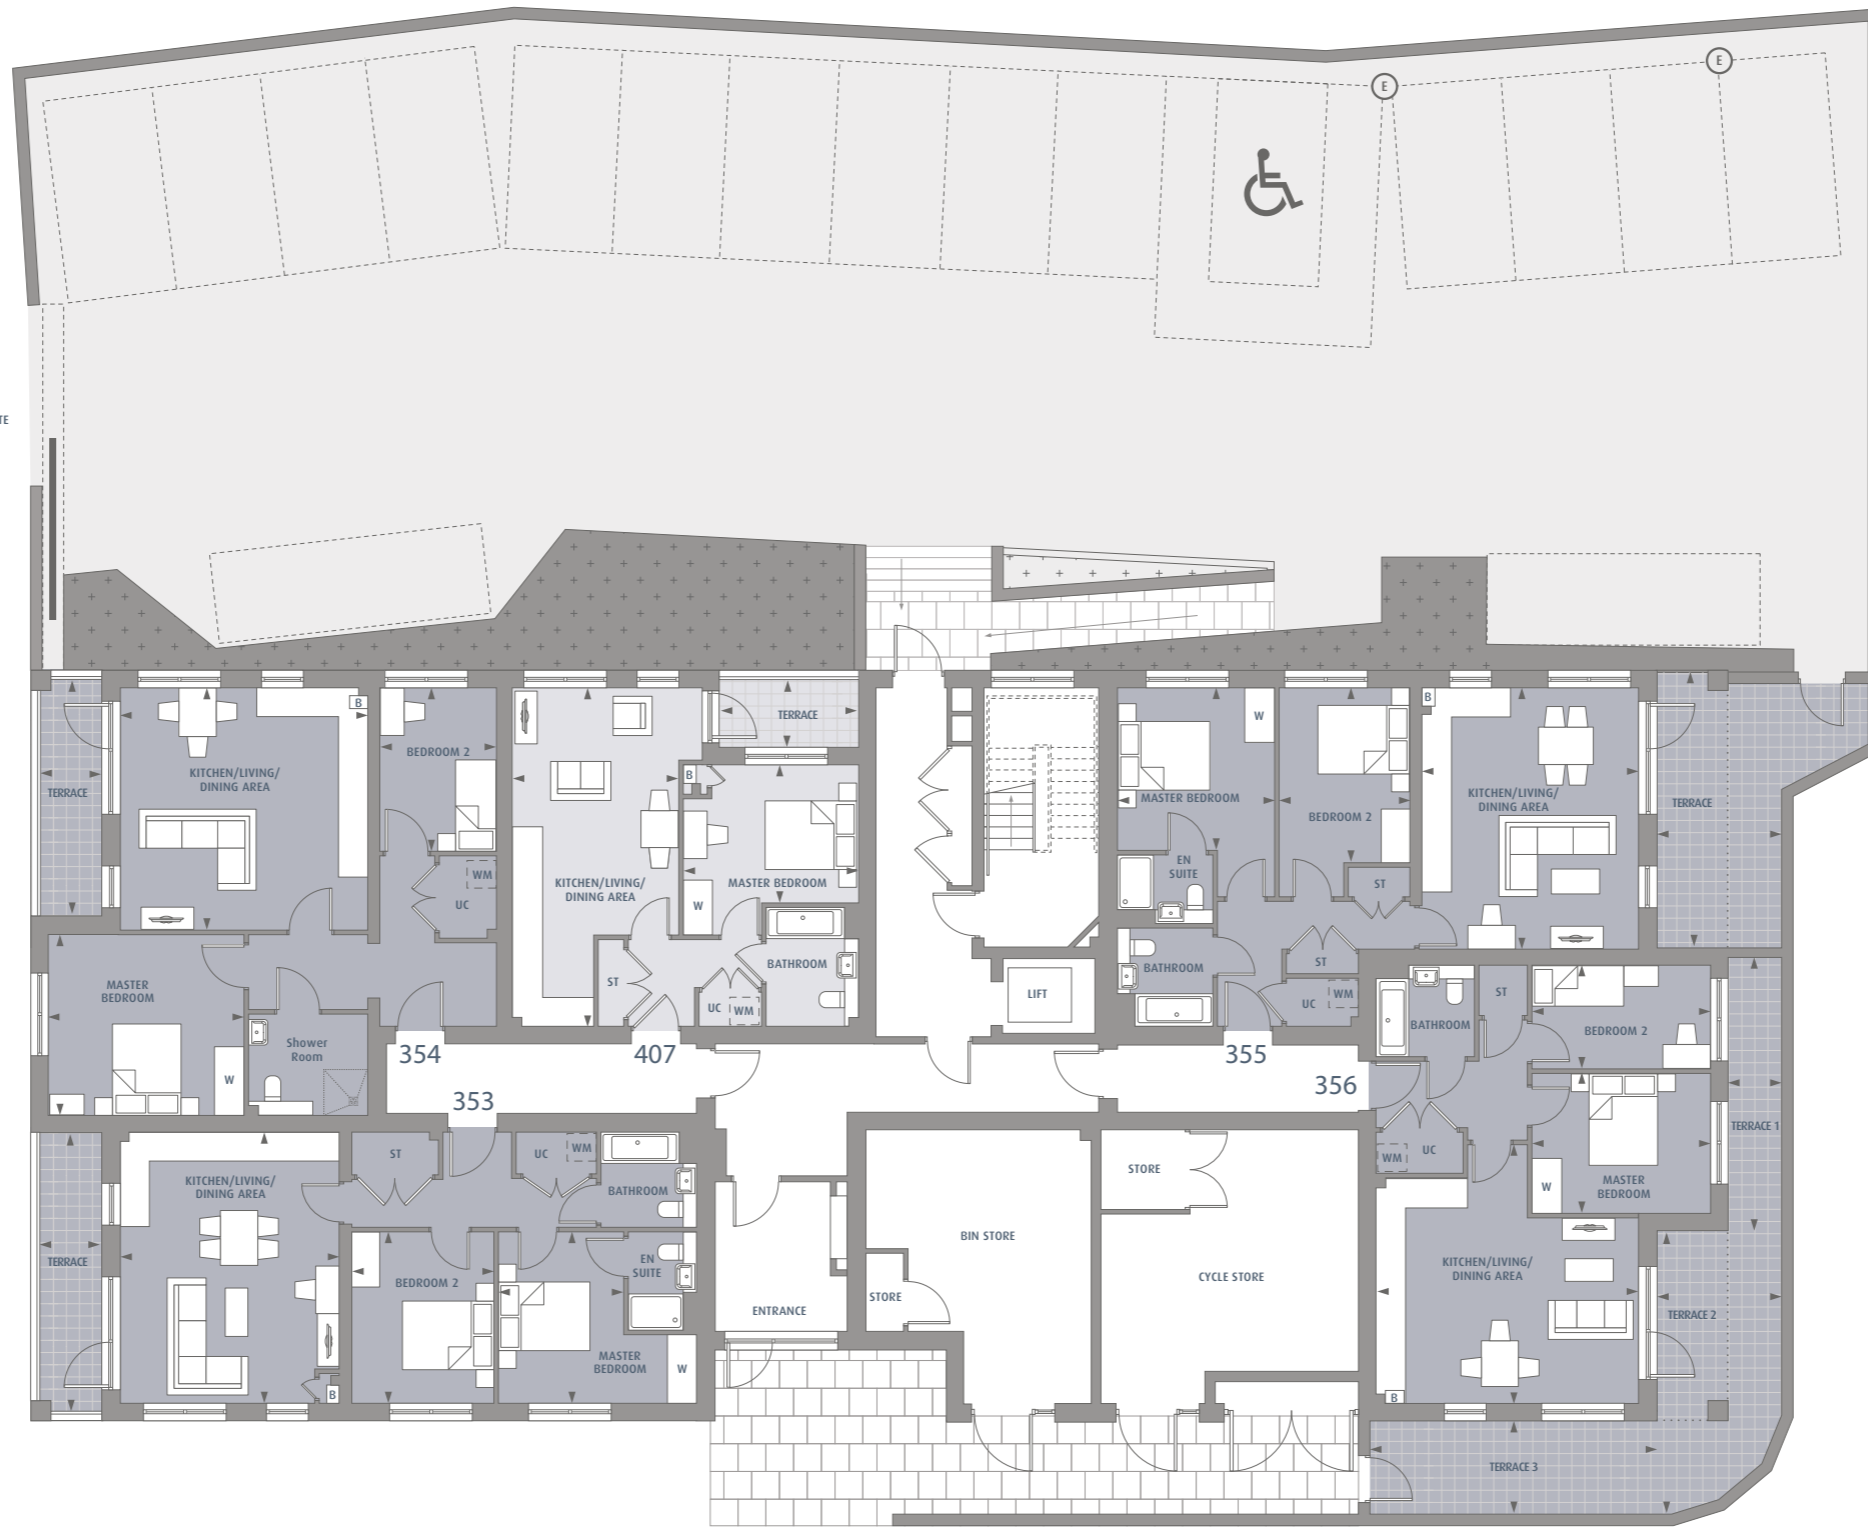 E
E
TE
B
BEDROOM 2
KITCHEN/LIVING/
DINING AREA
TERRACE
WM
UC
MASTER
BEDROOM
Shower
Room
W
354
TERRACE
B
KITCHEN/LIVING/
DINING AREA
MASTER BEDROOM
W
ST
BATHROOM
UC
WM
407
353
ST
UC
WM
KITCHEN/LIVING/
DINING AREA
BATHROOM
TERRACE
BEDROOM 2
EN
SUITE
MASTER
BEDROOM
W
B
LIFT
ENTRANCE
BIN STORE
STORE
STORE
CYCLE STORE
W
MASTER BEDROOM
BEDROOM 2
B
KITCHEN/LIVING/
DINING AREA
TERRACE
EN
SUITE
ST
BATHROOM
ST
UC
WM
355
356
BATHROOM
ST
BEDROOM 2
TERRACE 1
WM
UC
W
MASTER
BEDROOM
KITCHEN/LIVING/
DINING AREA
TERRACE 2
B
TERRACE 3